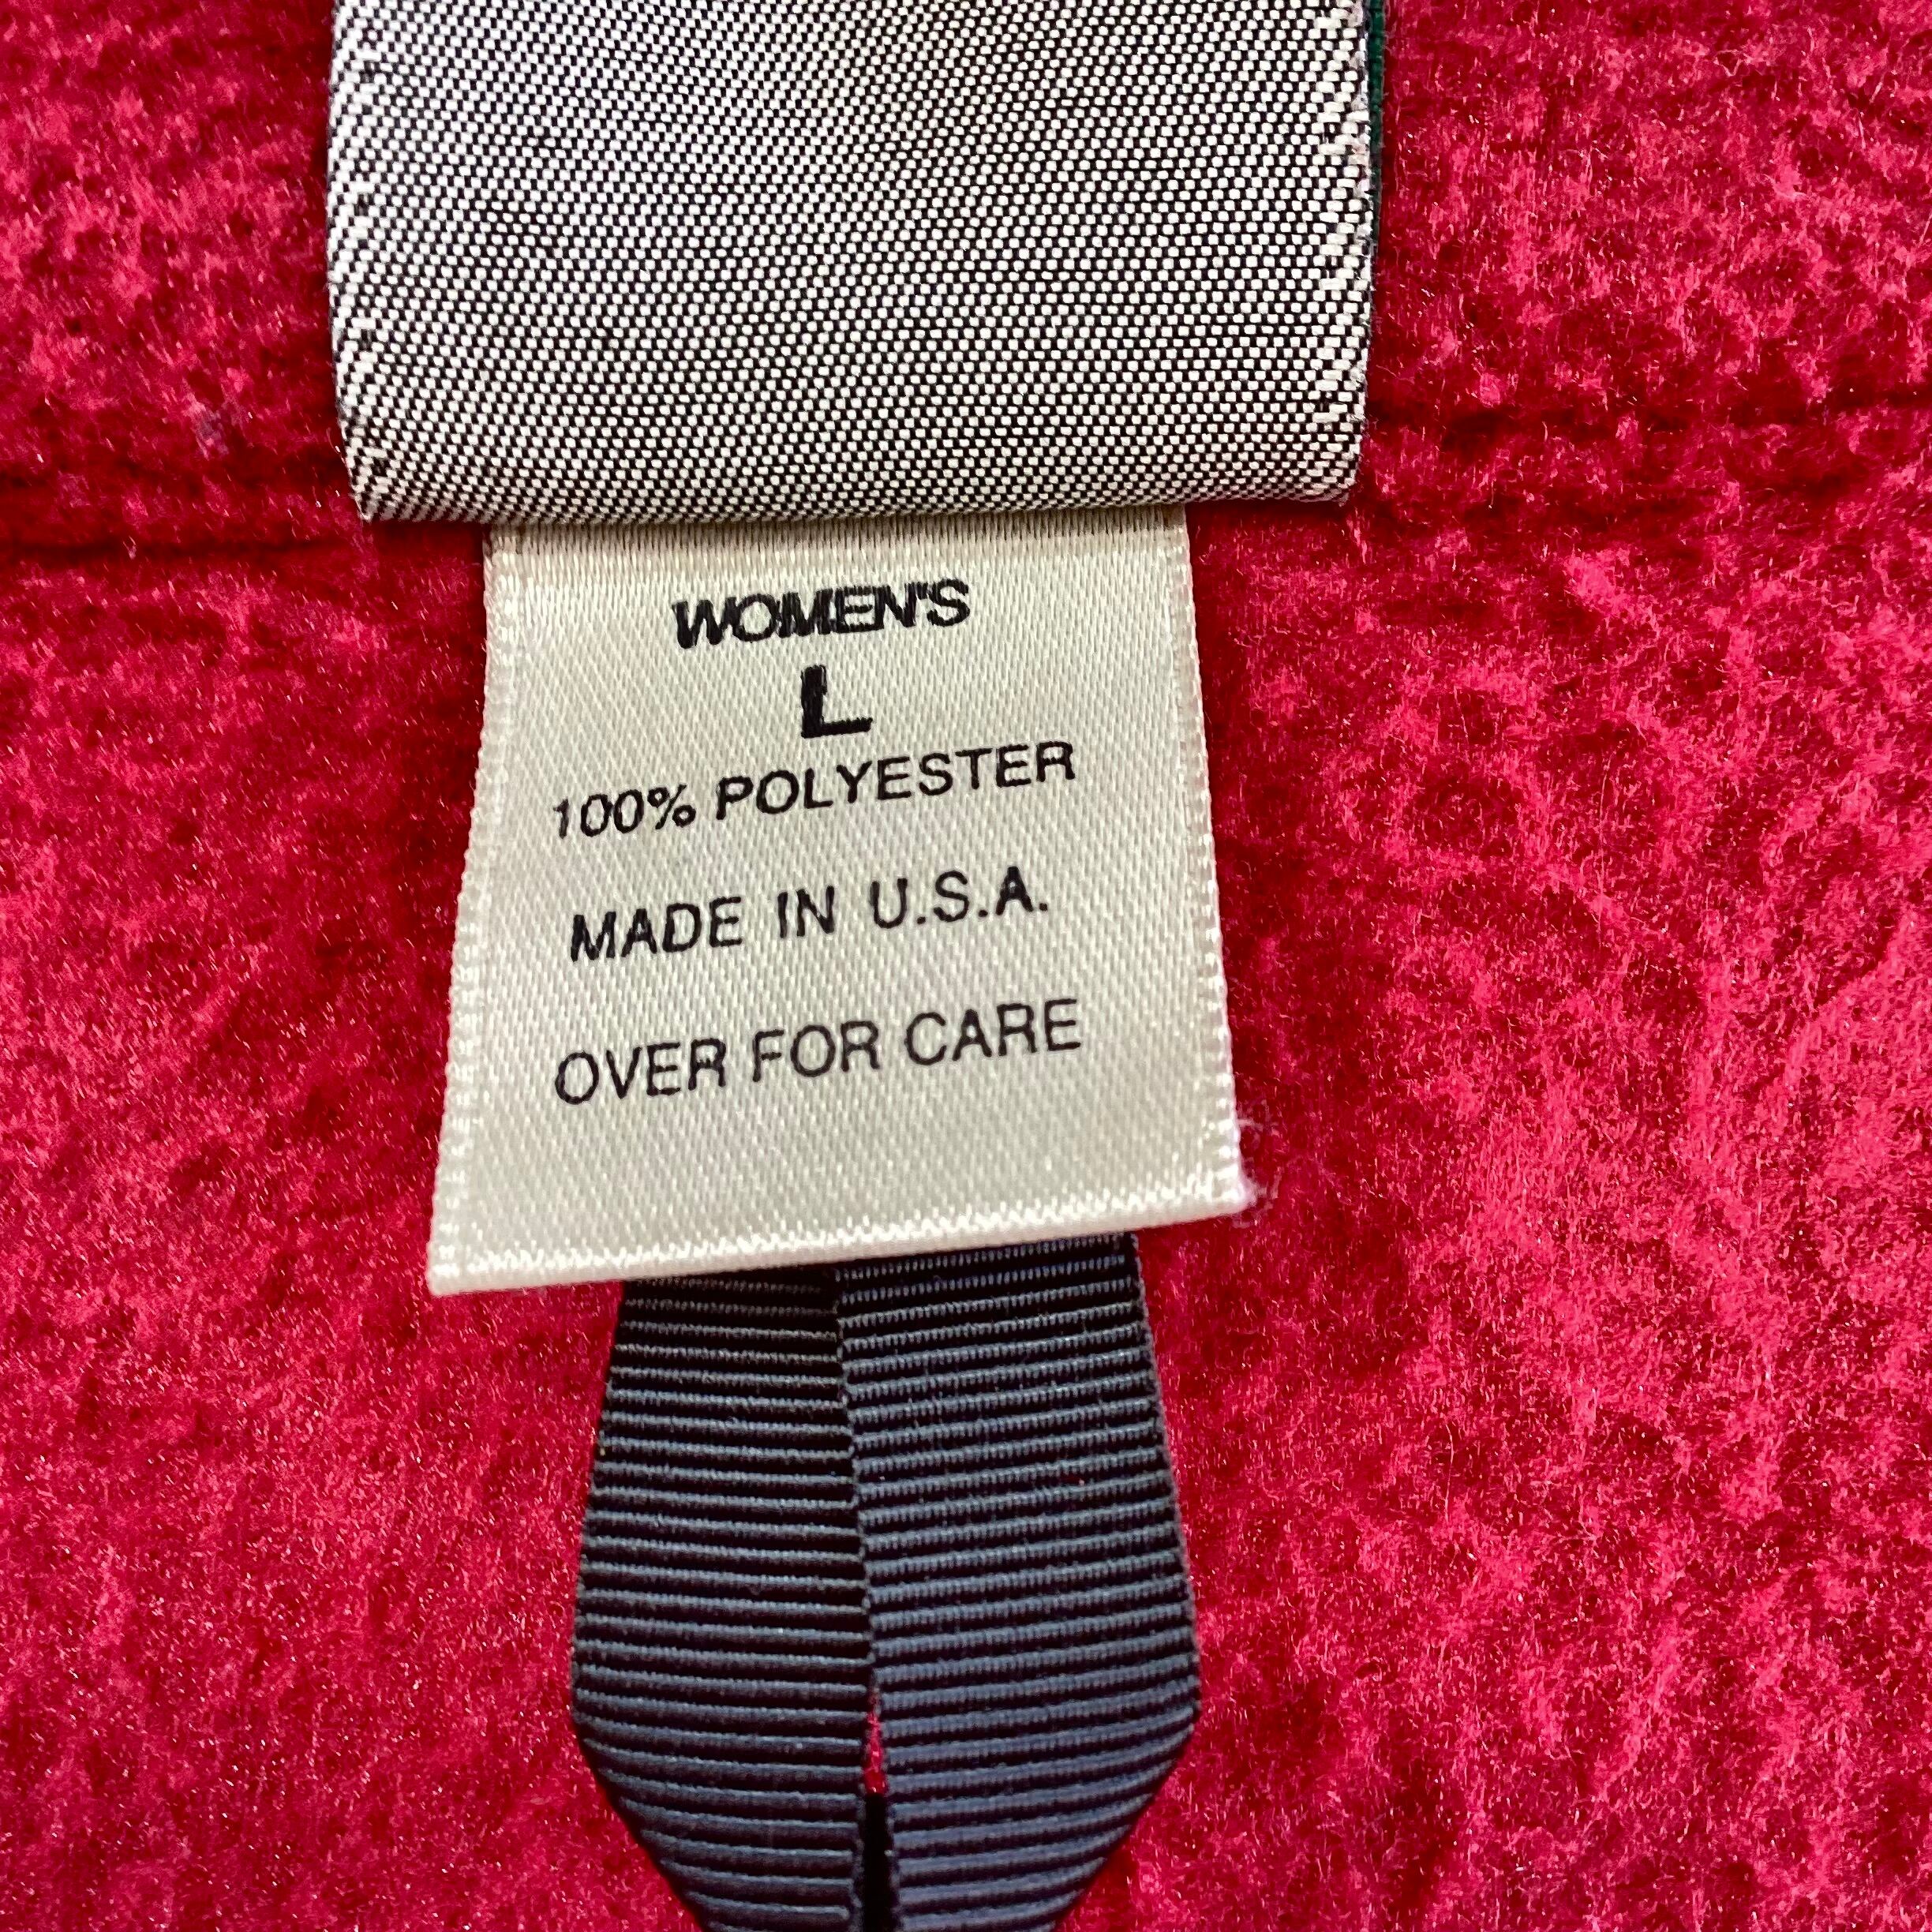 WOMEN'S
L
100% POLYESTER
MADE IN U.S.A.
OVER FOR CARE